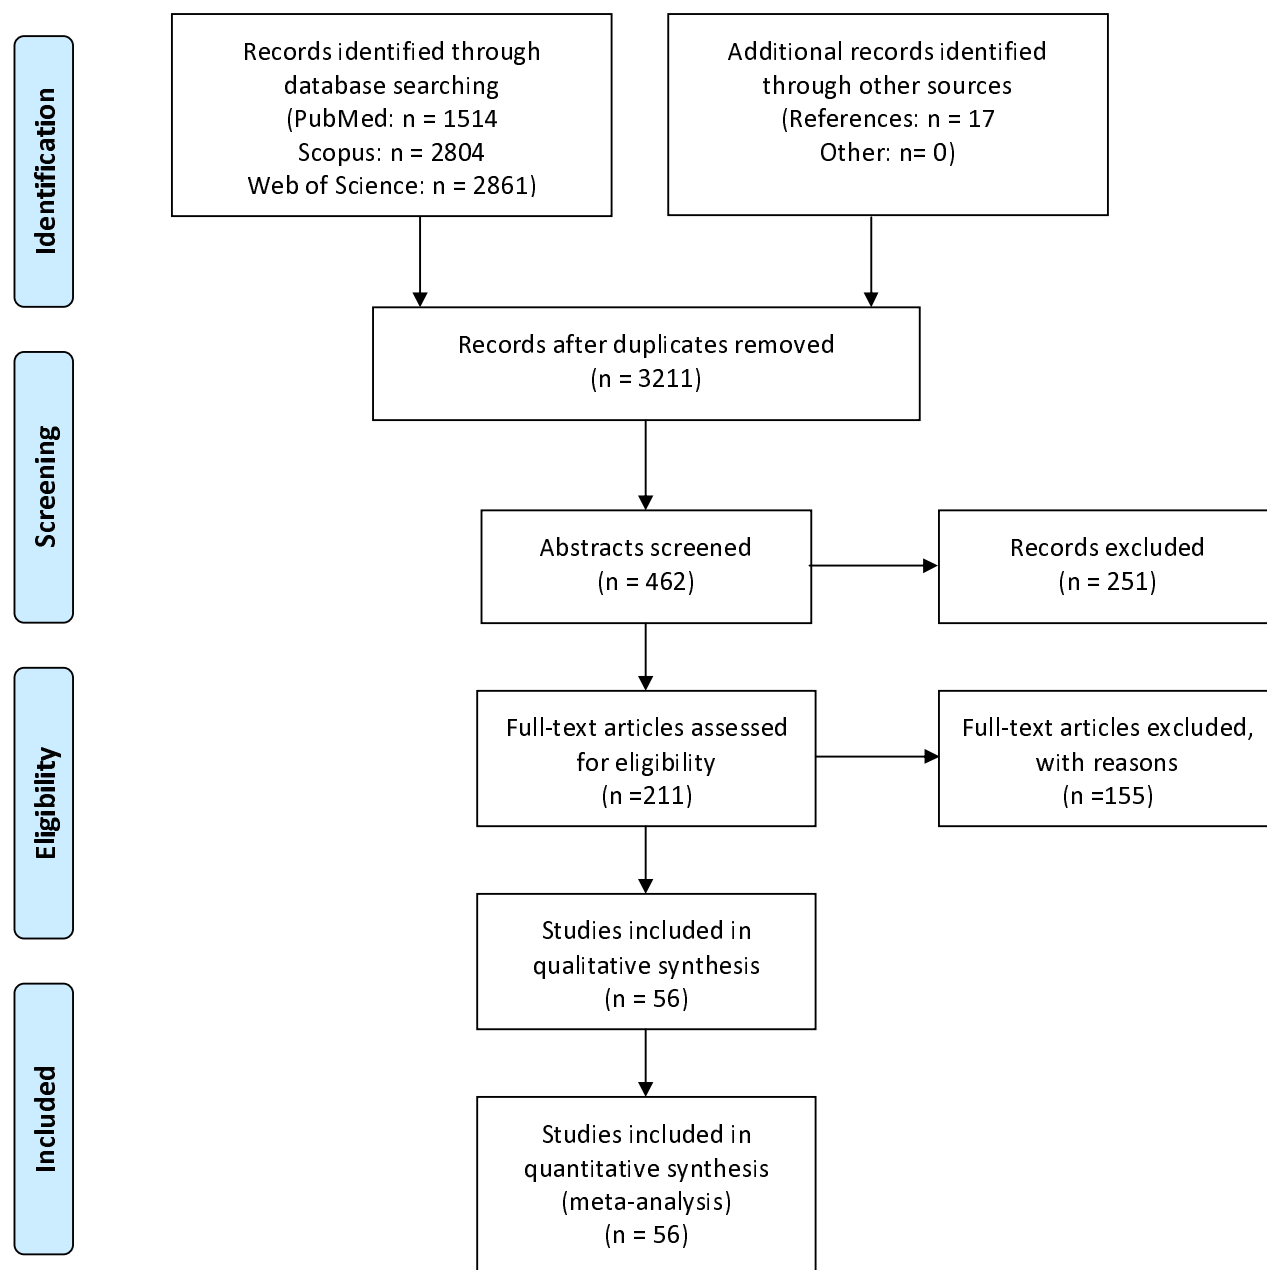 Identification
Records identified through
database searching
(PubMed: n = 1514
Scopus: n = 2804
Web of Science: n = 2861)
Additional records identified
through other sources
(References: n = 17
Other: n= 0)
Records after duplicates removed
(n = 3211)
Screening
Abstracts screened
(n = 462)
Records excluded
(n = 251)
Eligibility
Full-text articles assessed
for eligibility
(n =211)
Full-text articles excluded,
with reasons
(n =155)
Studies included in
qualitative synthesis
(n = 56)
Included
Studies included in
quantitative synthesis
(meta-analysis)
(n = 56)